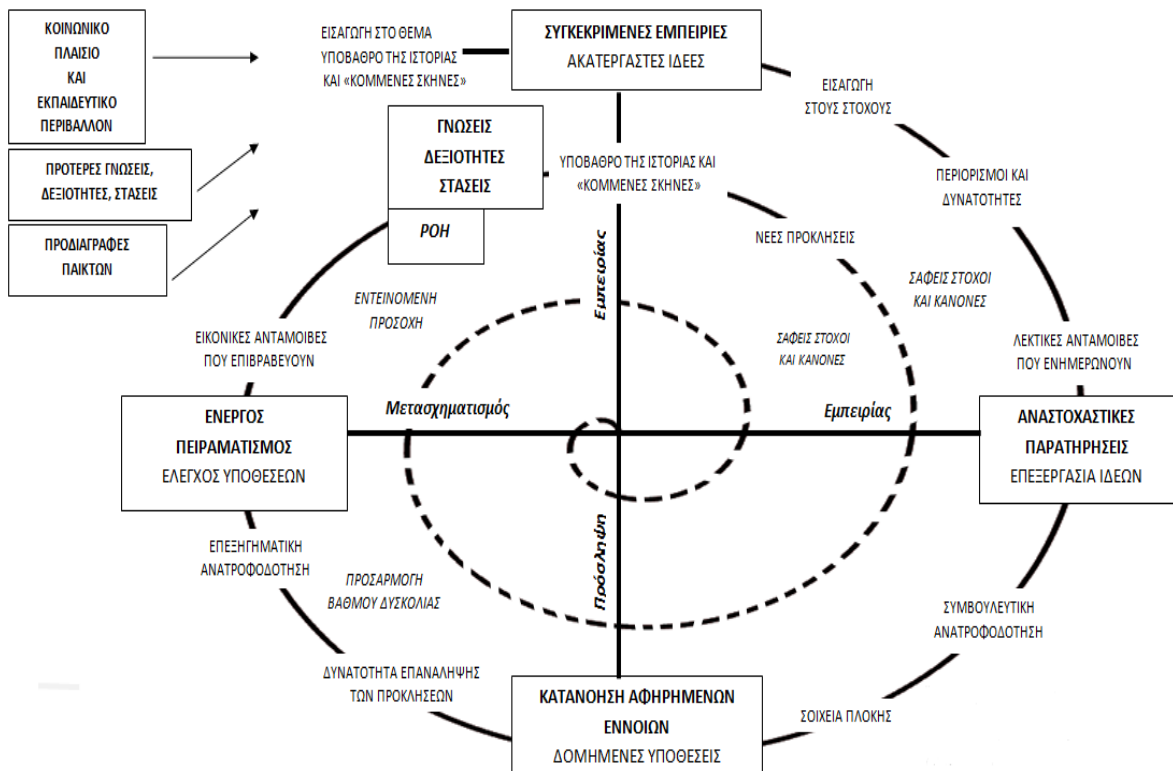 ΚΟΙΝΩΝΙΚΟ
ΠΛΑΙΣΙΟ
ΚΑΙ
ΕΚΠΑΙΔΕΥΤΙΚΟ
ΠΕΡΙΒΑΛΛΟΝ
ΠΡΟΤΕΡΕΣ ΓΝΩΣΕΙΣ,
ΔΕΞΙΟΤΗΤΕΣ, ΣΤΑΣΕΙΣ
ΠΡΟΔΙΑΓΡΑΦΕΣ
ΠΑΙΚΤΩΝ
ΕΙΣΑΓΩΓΗ ΣΤΟ ΘΕΜΑ
ΥΠΟΒΑΘΡΟ ΤΗΣ ΙΣΤΟΡΙΑΣ
ΚΑΙ «ΚΟΜΜΕΝΕΣ ΣΚΗΝΕΣ»
ΣΥΓΚΕΚΡΙΜΕΝΕΣ ΕΜΠΕΙΡΙΕΣ
ΑΚΑΤΕΡΓΑΣΤΕΣ ΙΔΕΕΣ
ΕΙΣΑΓΩΓΗ
ΣΤΟΥΣ ΣΤΟΧΟΥΣ
ΓΝΩΣΕΙΣ
ΔΕΞΙΟΤΗΤΕΣ
ΣΤΑΣΕΙΣ
ΡΟΗ
ΥΠΟΒΑΘΡΟ ΤΗΣ ΙΣΤΟΡΙΑΣ ΚΑΙ
«ΚΟΜΜΕΝΕΣ ΣΚΗΝΕΣ»
ΠΕΡΙΟΡΙΣΜΟΙ ΚΑΙ
ΔΥΝΑΤΟΤΗΤΕΣ
ΝΕΕΣ ΠΡΟΚΛΗΣΕΙΣ
ΣΑΦΕΙΣ ΣΤΟΧΟΙ
ΚΑΙ ΚΑΝΟΝΕΣ
ΕΝΤΕΙΝΟΜΕΝΗ
ΠΡΟΣΟΧΗ
Εμπειρίας
ΣΑΦΕΙΣ ΣΤΟΧΟΙ
ΚΑΙ ΚΑΝΟΝΕΣ
ΕΙΚΟΝΙΚΕΣ ΑΝΤΑΜΟΙΒΕΣ
ΠΟΥ ΕΠΙΒΡΑΒΕΥΟΥΝ
ΛΕΚΤΙΚΕΣ ΑΝΤΑΜΟΙΒΕΣ
ΠΟΥ ΕΝΗΜΕΡΩΝΟΥΝ
ΕΝΕΡΓΟΣ
ΠΕΙΡΑΜΑΤΙΣΜΟΣ
ΕΛΕΓΧΟΣ ΥΠΟΘΕΣΕΩΝ
Μετασχηματισμός
Εμπειρίας
ΑΝΑΣΤΟΧΑΣΤΙΚΕΣ
ΠΑΡΑΤΗΡΗΣΕΙΣ
ΕΠΕΞΕΡΓΑΣΙΑ ΙΔΕΩΝ
ΕΠΕΞΗΓΗΜΑΤΙΚΗ
ΑΝΑΤΡΟΦΟΔΟΤΗΣΗ
ΠΡΟΣΑΡΜΟΓΗ
ΒΑΘΜΟΥ ΔΥΣΚΟΛΙΑΣ
Πρόσληψη
ΣΥΜΒΟΥΛΕΥΤΙΚΗ
ΑΝΑΤΡΟΦΟΔΟΤΗΣΗ
ΔΥΝΑΤΟΤΗΤΑ ΕΠΑΝΑΛΗΨΗΣ
ΤΩΝ ΠΡΟΚΛΗΣΕΩΝ
ΚΑΤΑΝΟΗΣΗ ΑΦΗΡΗΜΕΝΩΝ
ΕΝΝΟΙΩΝ
ΔΟΜΗΜΕΝΕΣ ΥΠΟΘΕΣΕΙΣ
ΣΟΙΧΕΙΑ ΠΛΟΚΗΣ